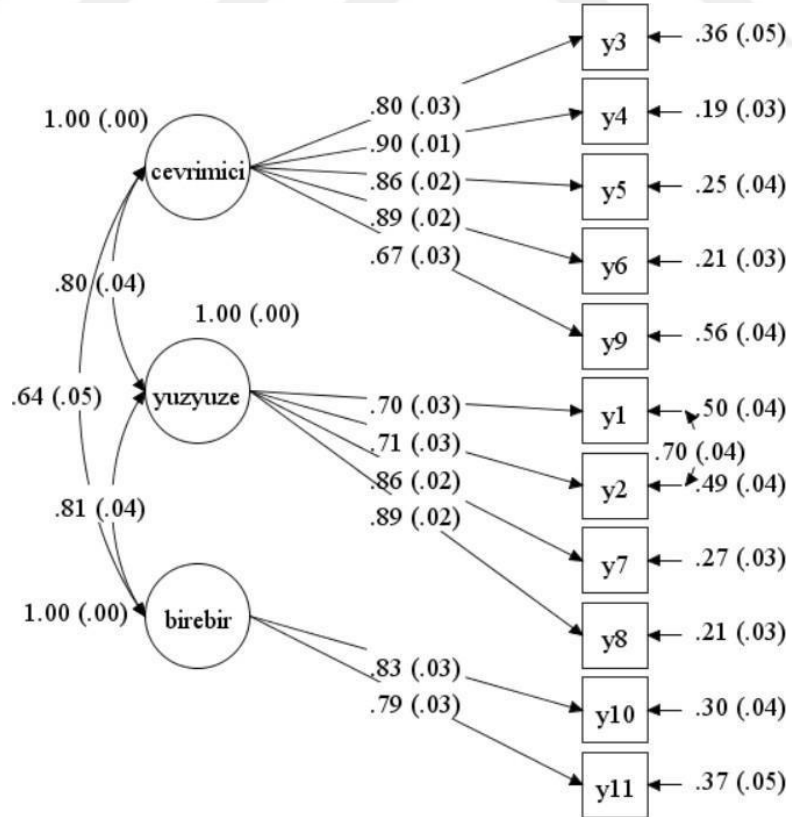 y3
.36 (.05)
.80 (.03)
1.00 (.00)
y4
.19 (.03)
.90 (.01)
cevrimici
.86 (.02)
y5
.25 (.04)
.89 (.02)
.67 (.03)
y6
.21 (.03)
.80 (.04)
1.00 (.00)
y9
.56 (.04)
.64 (.05)
yuzyuze
.70 (.03)
y1
.50 (.04)
.71 (.03)
.70 (.04)
.86 (.02)
y2
.49 (.04)
.81 (.04)
.89 (.02)
y7
.27 (.03)
1.00 (.00)
birebir
y8
.21 (.03)
.83 (.03)
.79 (.03)
y10
.30 (.04)
y11
.37 (.05)